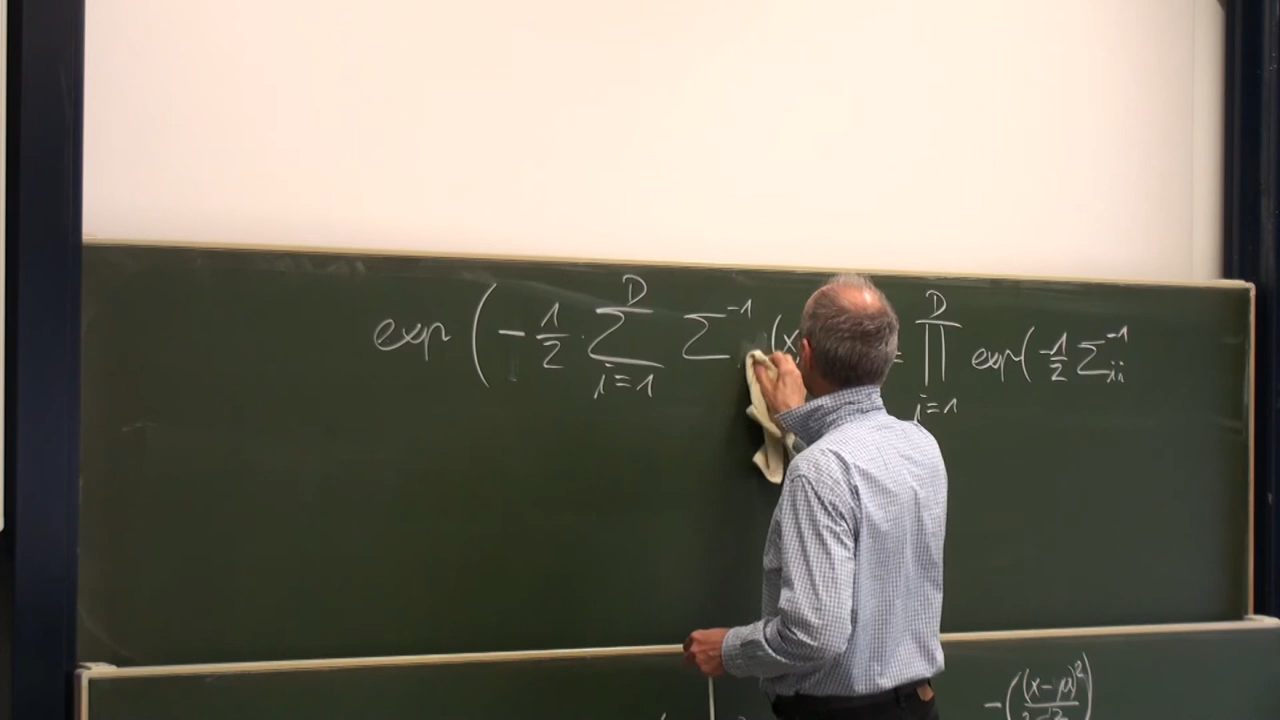 exp ( - 1/2 · ∑_{i=1}^{D} ∑^{-1} (x = ∏_{i=1}^{D} exp( -1/2 ∑_{ii}^{-1}
-((x-μ)²